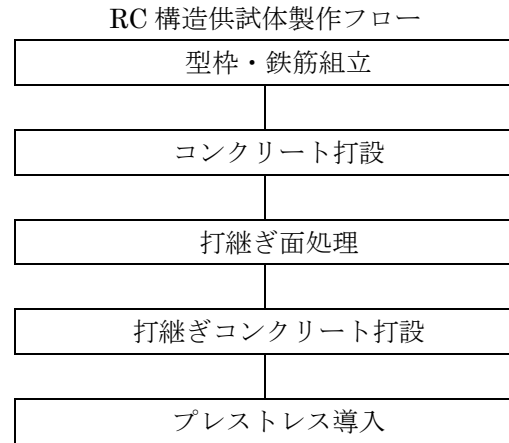 RC 構造供試体製作フロー
型枠・鉄筋組立
コンクリート打設
打継ぎ面処理
打継ぎコンクリート打設
プレストレス導入